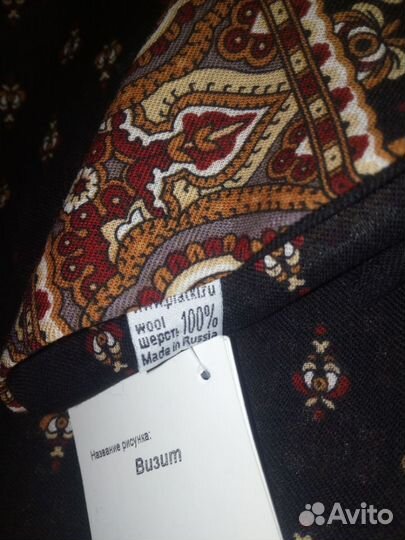 www.platki.ru
wool
шерсть 100%
Made in Russia
Название рисунка:
Визит
Avito